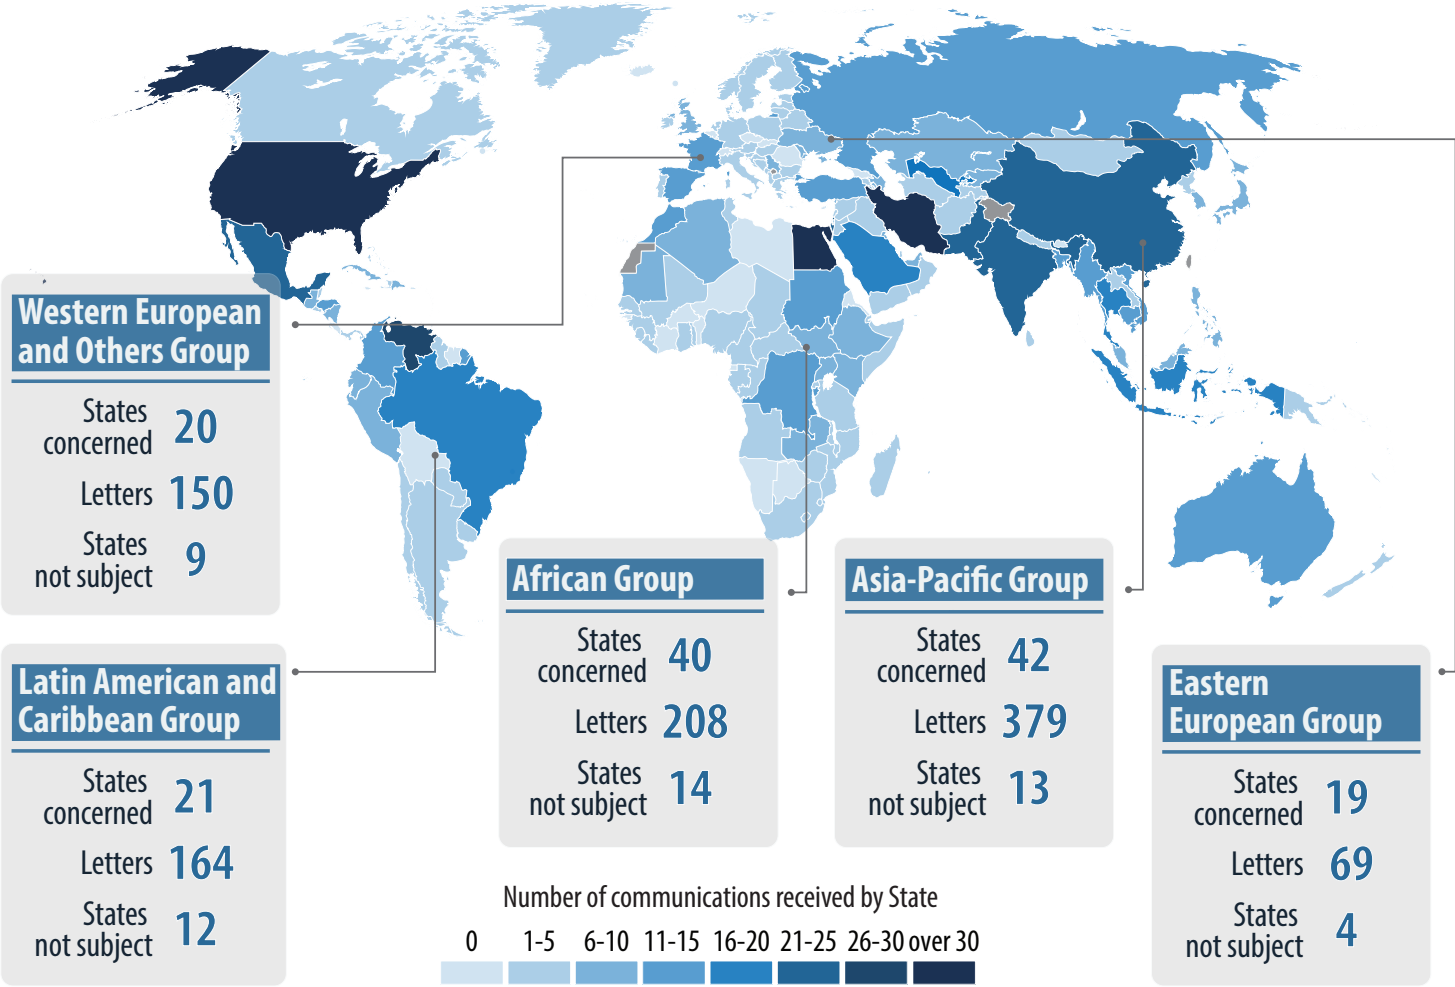 Western European
and Others Group
States
concerned 20
Letters 150
States
not subject 9
Latin American and
Caribbean Group
States
concerned 21
Letters 164
States
not subject 12
African Group
States
concerned 40
Letters 208
States
not subject 14
Asia-Pacific Group
States
concerned 42
Letters 379
States
not subject 13
Eastern
European Group
States
concerned 19
Letters 69
States
not subject 4
Number of communications received by State
0 1-5 6-10 11-15 16-20 21-25 26-30 over 30